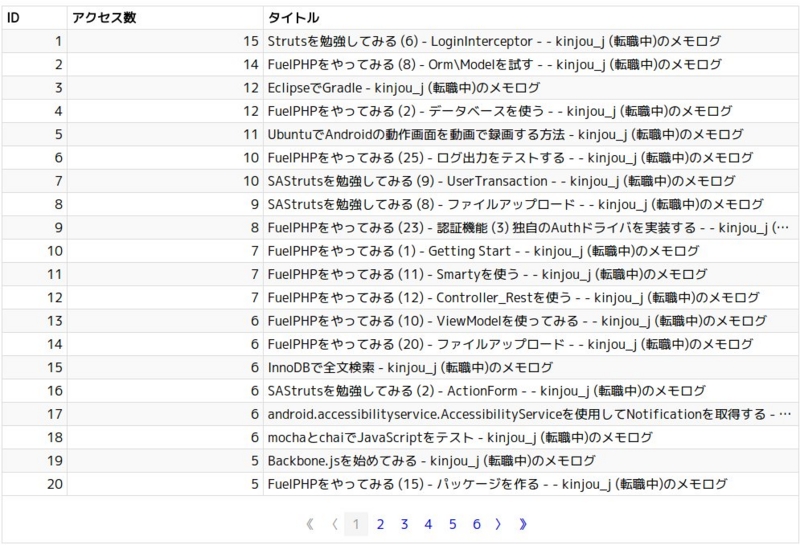 ID アクセス数 タイトル
1 15 Strutsを勉強してみる (6) - LoginInterceptor - - kinjou_j (転職中)のメモログ
2 14 FuelPHPをやってみる (8) - Orm\Modelを試す - - kinjou_j (転職中)のメモログ
3 12 EclipseでGradle - kinjou_j (転職中)のメモログ
4 12 FuelPHPをやってみる (2) - データベースを使う - - kinjou_j (転職中)のメモログ
5 11 UbuntuでAndroidの動作画面を動画で録画する方法 - kinjou_j (転職中)のメモログ
6 10 FuelPHPをやってみる (25) - ログ出力をテストする - - kinjou_j (転職中)のメモログ
7 10 SAStrutsを勉強してみる (9) - UserTransaction - - kinjou_j (転職中)のメモログ
8 9 SAStrutsを勉強してみる (8) - ファイルアップロード - - kinjou_j (転職中)のメモログ
9 8 FuelPHPをやってみる (23) - 認証機能 (3) 独自のAuthドライバを実装する - - kinjou_j (…
10 7 FuelPHPをやってみる (1) - Getting Start - - kinjou_j (転職中)のメモログ
11 7 FuelPHPをやってみる (11) - Smartyを使う - - kinjou_j (転職中)のメモログ
12 7 FuelPHPをやってみる (12) - Controller_Restを使う - - kinjou_j (転職中)のメモログ
13 6 FuelPHPをやってみる (10) - ViewModelを使ってみる - - kinjou_j (転職中)のメモログ
14 6 FuelPHPをやってみる (20) - ファイルアップロード - - kinjou_j (転職中)のメモログ
15 6 InnoDBで全文検索 - kinjou_j (転職中)のメモログ
16 6 SAStrutsを勉強してみる (2) - ActionForm - - kinjou_j (転職中)のメモログ
17 6 android.accessibilityservice.AccessibilityServiceを使用してNotificationを取得する - …
18 6 mochaとchaiでJavaScriptをテスト - kinjou_j (転職中)のメモログ
19 5 Backbone.jsを始めてみる - kinjou_j (転職中)のメモログ
20 5 FuelPHPをやってみる (15) - パッケージを作る - - kinjou_j (転職中)のメモログ
《 〈 1 2 3 4 5 6 〉 》